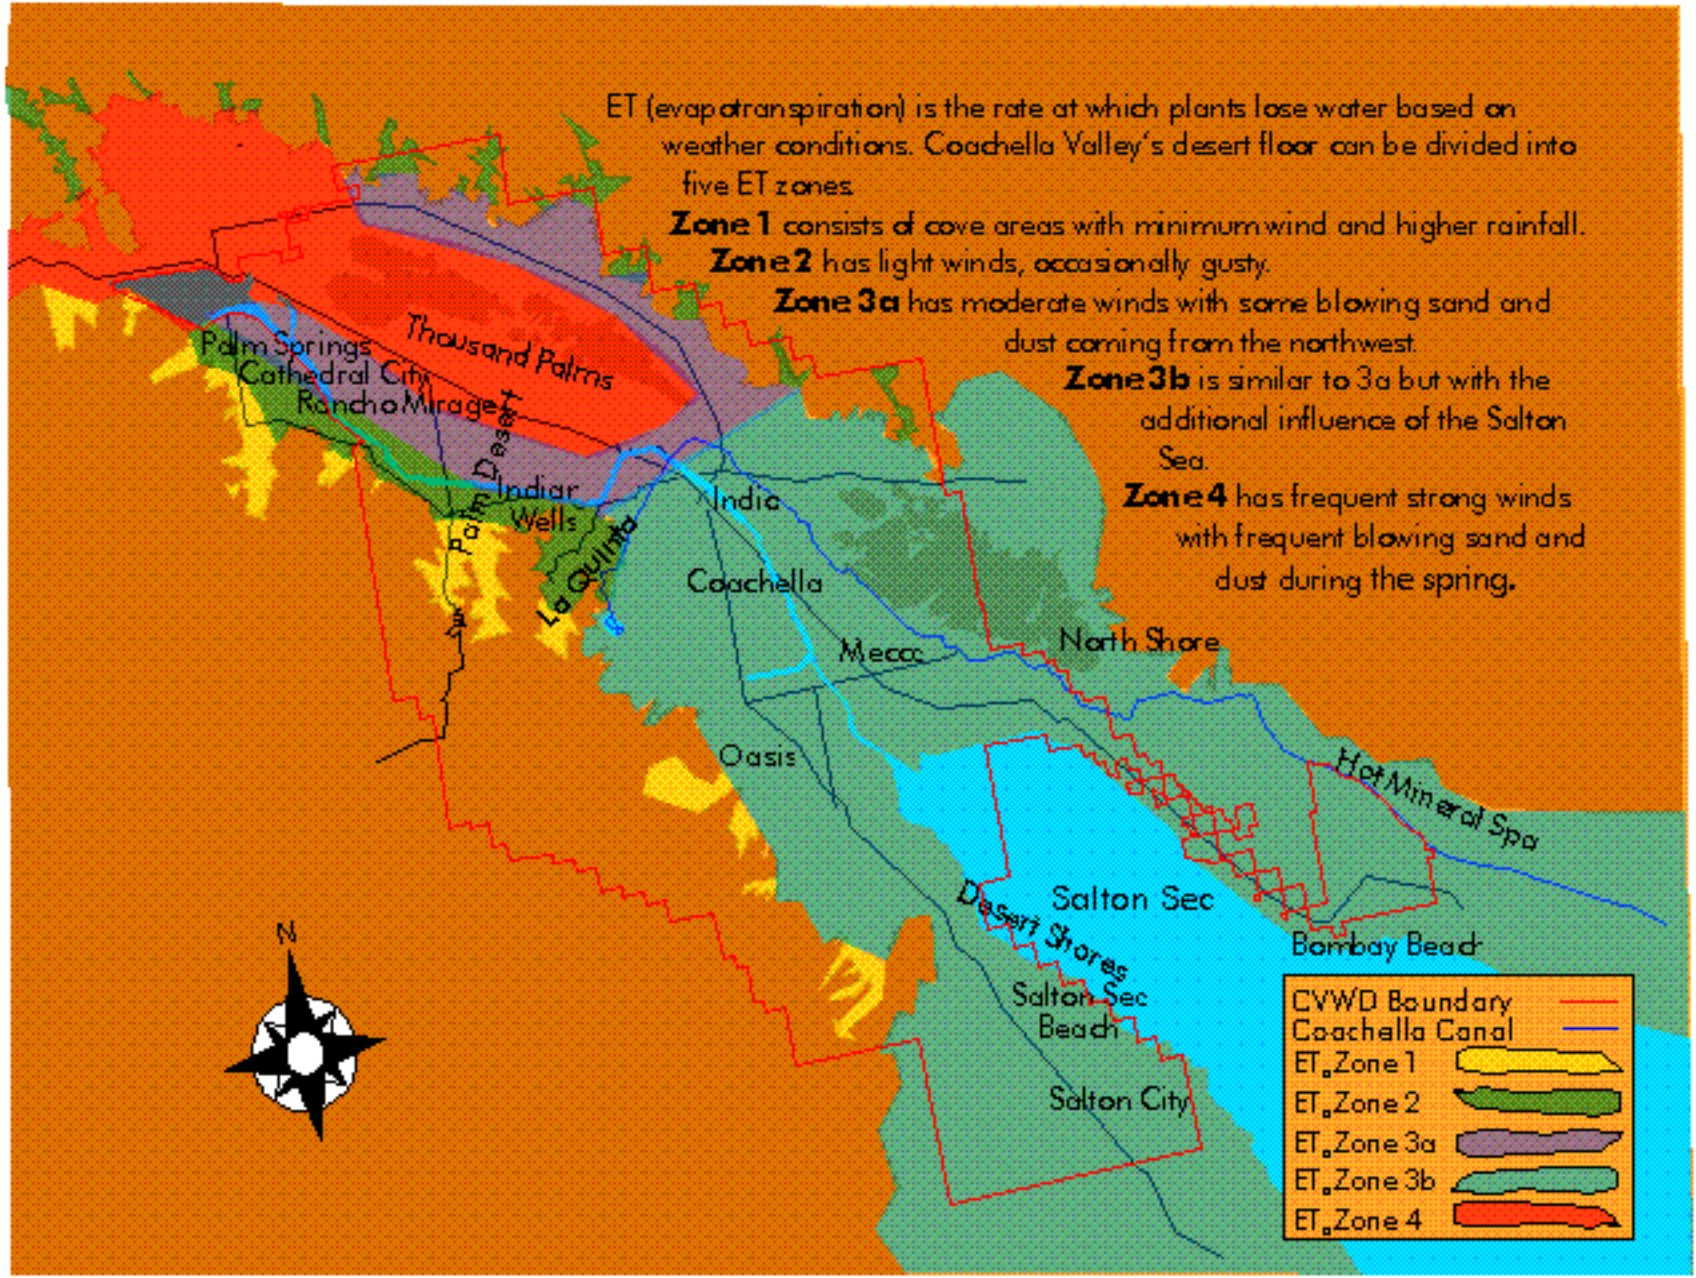 ET (evapotranspiration) is the rate at which plants lose water based on
weather conditions. Coachella Valley's desert floor can be divided into
five ET zones.
Zone 1 consists of cove areas with minimum wind and higher rainfall.
Zone 2 has light winds, occasionally gusty.
Zone 3a has moderate winds with some blowing sand and
dust coming from the northwest.
Zone 3b is similar to 3a but with the
additional influence of the Salton
Sea.
Zone 4 has frequent strong winds
with frequent blowing sand and
dust during the spring.
Thousand Palms
Palm Springs
Cathedral City
Rancho Mirage
Palm Desert
Indian
Wells
La Quinta
Indio
Coachella
Mecca
North Shore
Oasis
Hot Mineral Spa
Salton Sea
Desert Shores
Bombay Beach
Salton Sea
Beach
Salton City
N
CVWD Boundary
Coachella Canal
ETo Zone 1
ETo Zone 2
ETo Zone 3a
ETo Zone 3b
ETo Zone 4